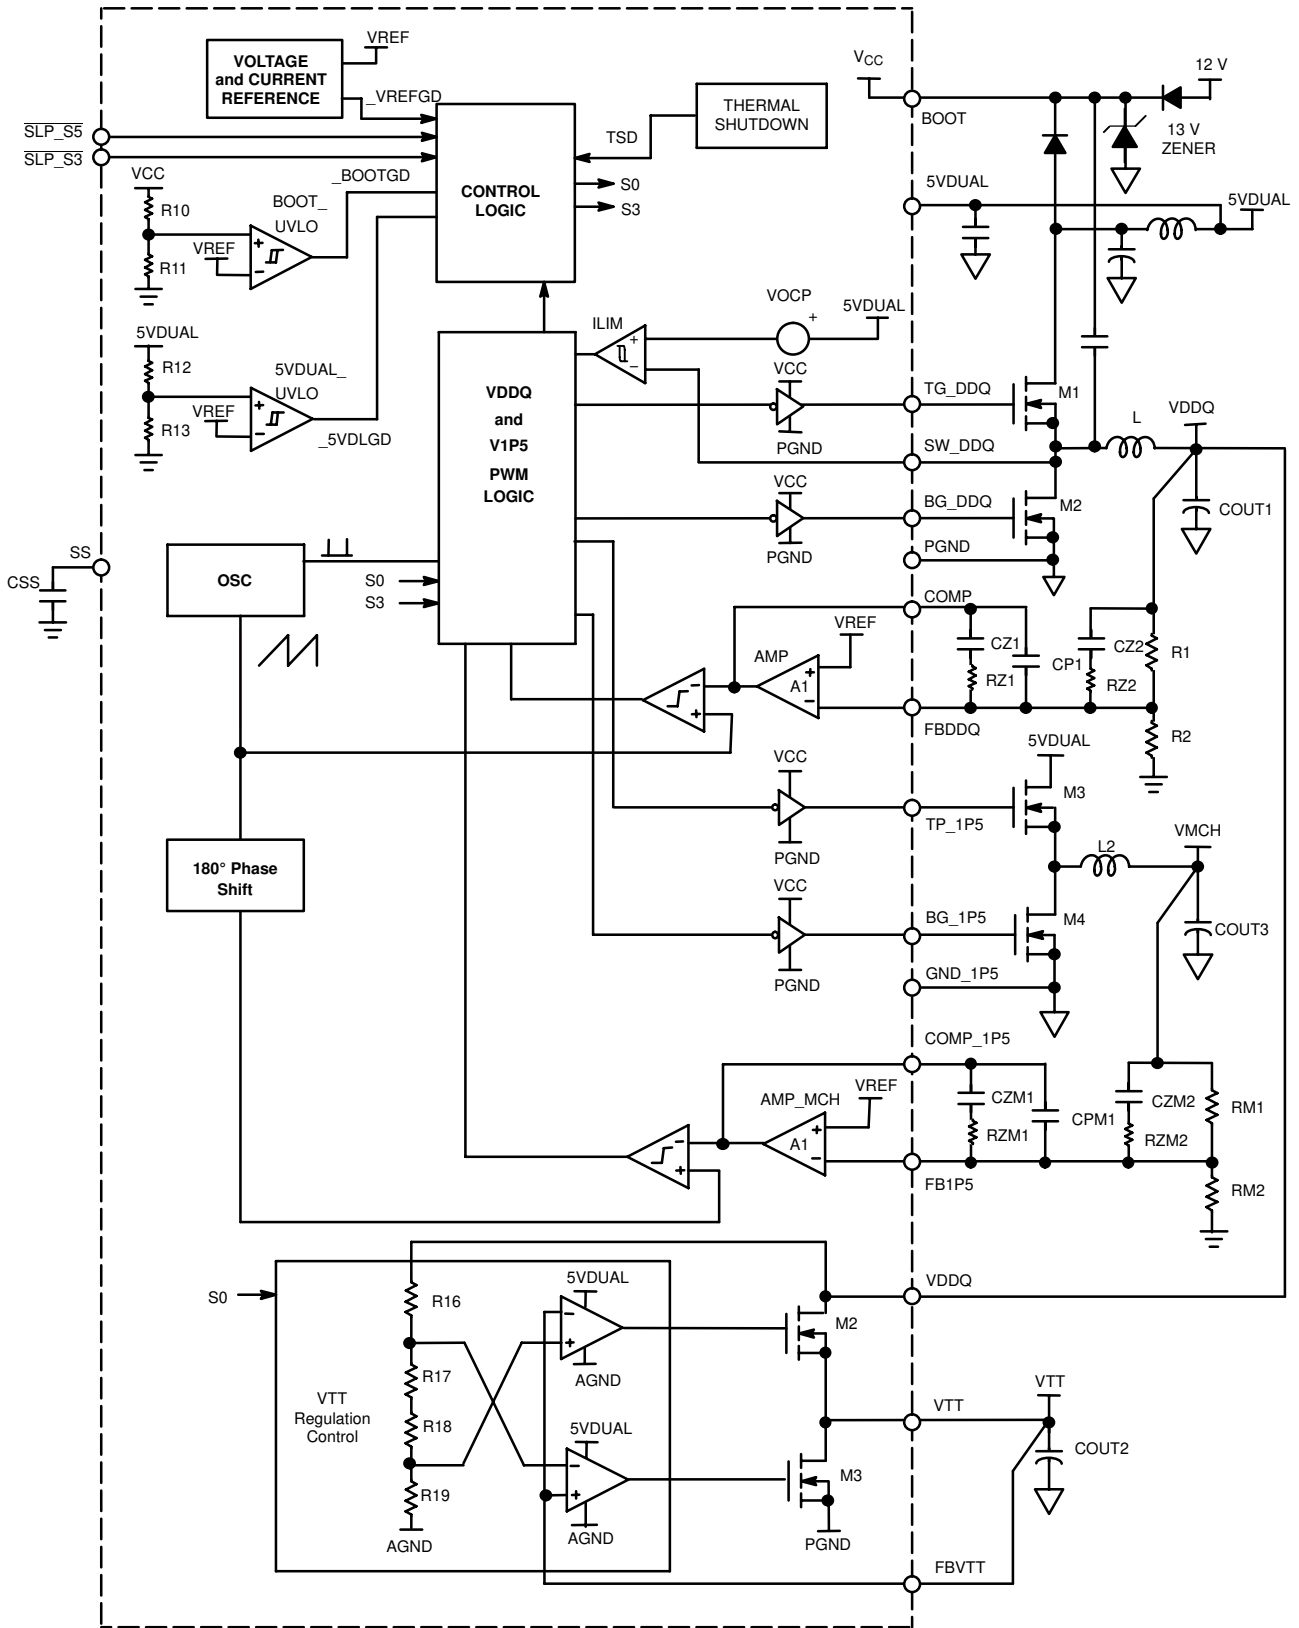 VOLTAGE
and CURRENT
REFERENCE
VREF
_VREFGD
THERMAL
SHUTDOWN
TSD
VCC
BOOT
12 V
13 V
ZENER
SLP_S5
SLP_S3
VCC
R10
R11
VREF
BOOT_
UVLO
_BOOTGD
CONTROL
LOGIC
S0
S3
5VDUAL
5VDUAL
5VDUAL
R12
R13
VREF
5VDUAL_
UVLO
_5VDLGD
VDDQ
and
V1P5
PWM
LOGIC
ILIM
VOCP
+
5VDUAL
VCC
PGND
TG_DDQ
M1
SW_DDQ
L
VDDQ
COUT1
VCC
PGND
BG_DDQ
M2
PGND
SS
CSS
OSC
S0
S3
COMP
VREF
AMP
A1
CZ1
RZ1
CP1
CZ2
RZ2
R1
FBDDQ
R2
5VDUAL
VCC
PGND
TP_1P5
M3
180° Phase
Shift
L2
VMCH
COUT3
VCC
PGND
BG_1P5
M4
GND_1P5
COMP_1P5
VREF
AMP_MCH
A1
CZM1
RZM1
CPM1
CZM2
RZM2
RM1
FB1P5
RM2
S0
R16
R17
R18
R19
AGND
VTT
Regulation
Control
5VDUAL
AGND
5VDUAL
AGND
M2
M3
PGND
VDDQ
VTT
VTT
COUT2
FBVTT